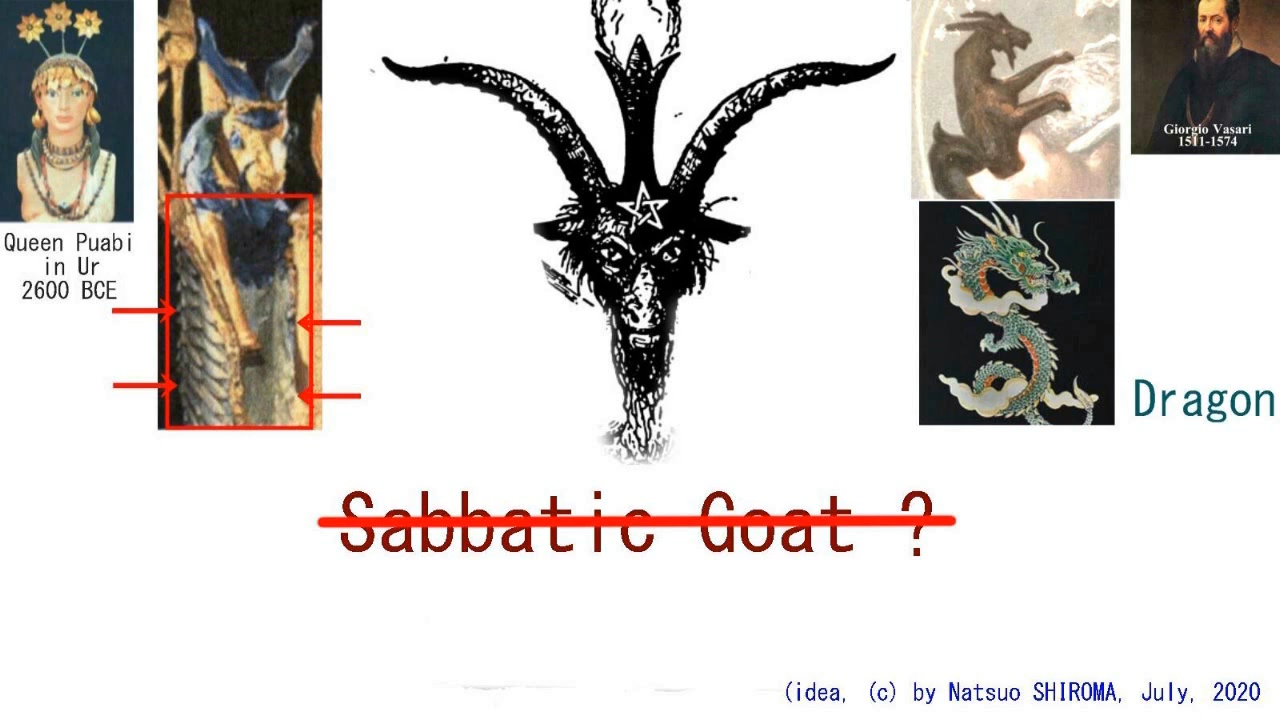 Queen Puabi
in Ur
2600 BCE
Giorgio Vasari
1511-1574
Dragon
Sabbatic Goat ?
(idea, (c) by Natsuo SHIROMA, July, 2020